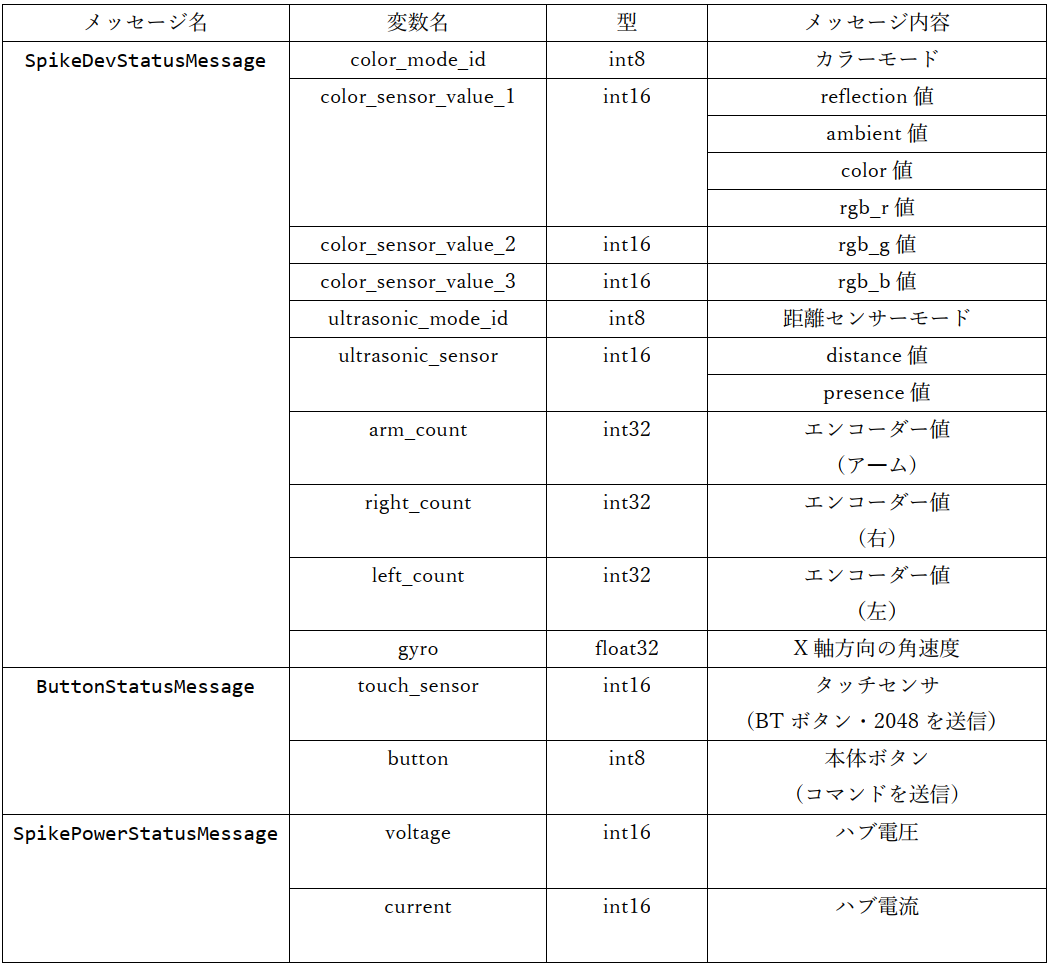 メッセージ名 変数名 型 メッセージ内容
SpikeDevStatusMessage color_mode_id int8 カラーモード
color_sensor_value_1 int16 reflection 値
ambient 値
color 値
rgb_r 値
color_sensor_value_2 int16 rgb_g 値
color_sensor_value_3 int16 rgb_b 値
ultrasonic_mode_id int8 距離センサーモード
ultrasonic_sensor int16 distance 値
presence 値
arm_count int32 エンコーダー値
（アーム）
right_count int32 エンコーダー値
（右）
left_count int32 エンコーダー値
（左）
gyro float32 X 軸方向の角速度
ButtonStatusMessage touch_sensor int16 タッチセンサ
（BT ボタン・2048 を送信）
button int8 本体ボタン
（コマンドを送信）
SpikePowerStatusMessage voltage int16 ハブ電圧
current int16 ハブ電流